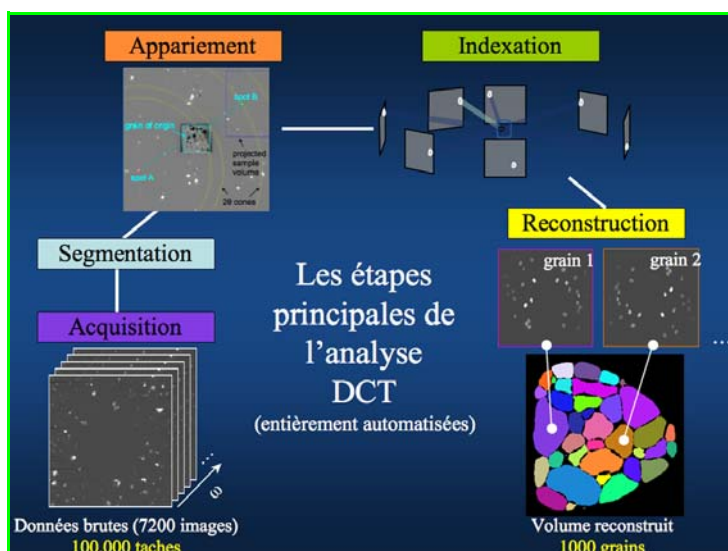 Appariement
Indexation
spot B
grain of origin
projected
sample
volume
spot A
2θ cones
Reconstruction
grain 1
grain 2
Segmentation
Acquisition
Les étapes
principales de
l'analyse
DCT
(entièrement automatisées)
...
...
ω
Données brutes (7200 images)
100 000 taches
Volume reconstruit
1000 grains